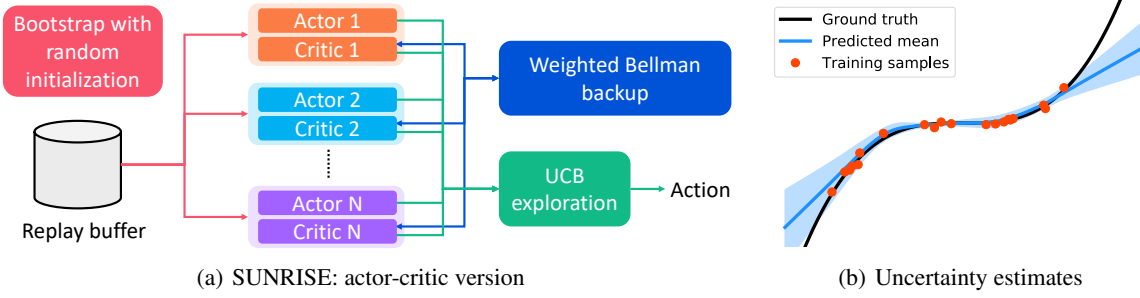 Bootstrap with
random
initialization
Replay buffer
Actor 1
Critic 1
Actor 2
Critic 2
Actor N
Critic N
Weighted Bellman
backup
UCB
exploration
Action
(a) SUNRISE: actor-critic version
Ground truth
Predicted mean
Training samples
(b) Uncertainty estimates